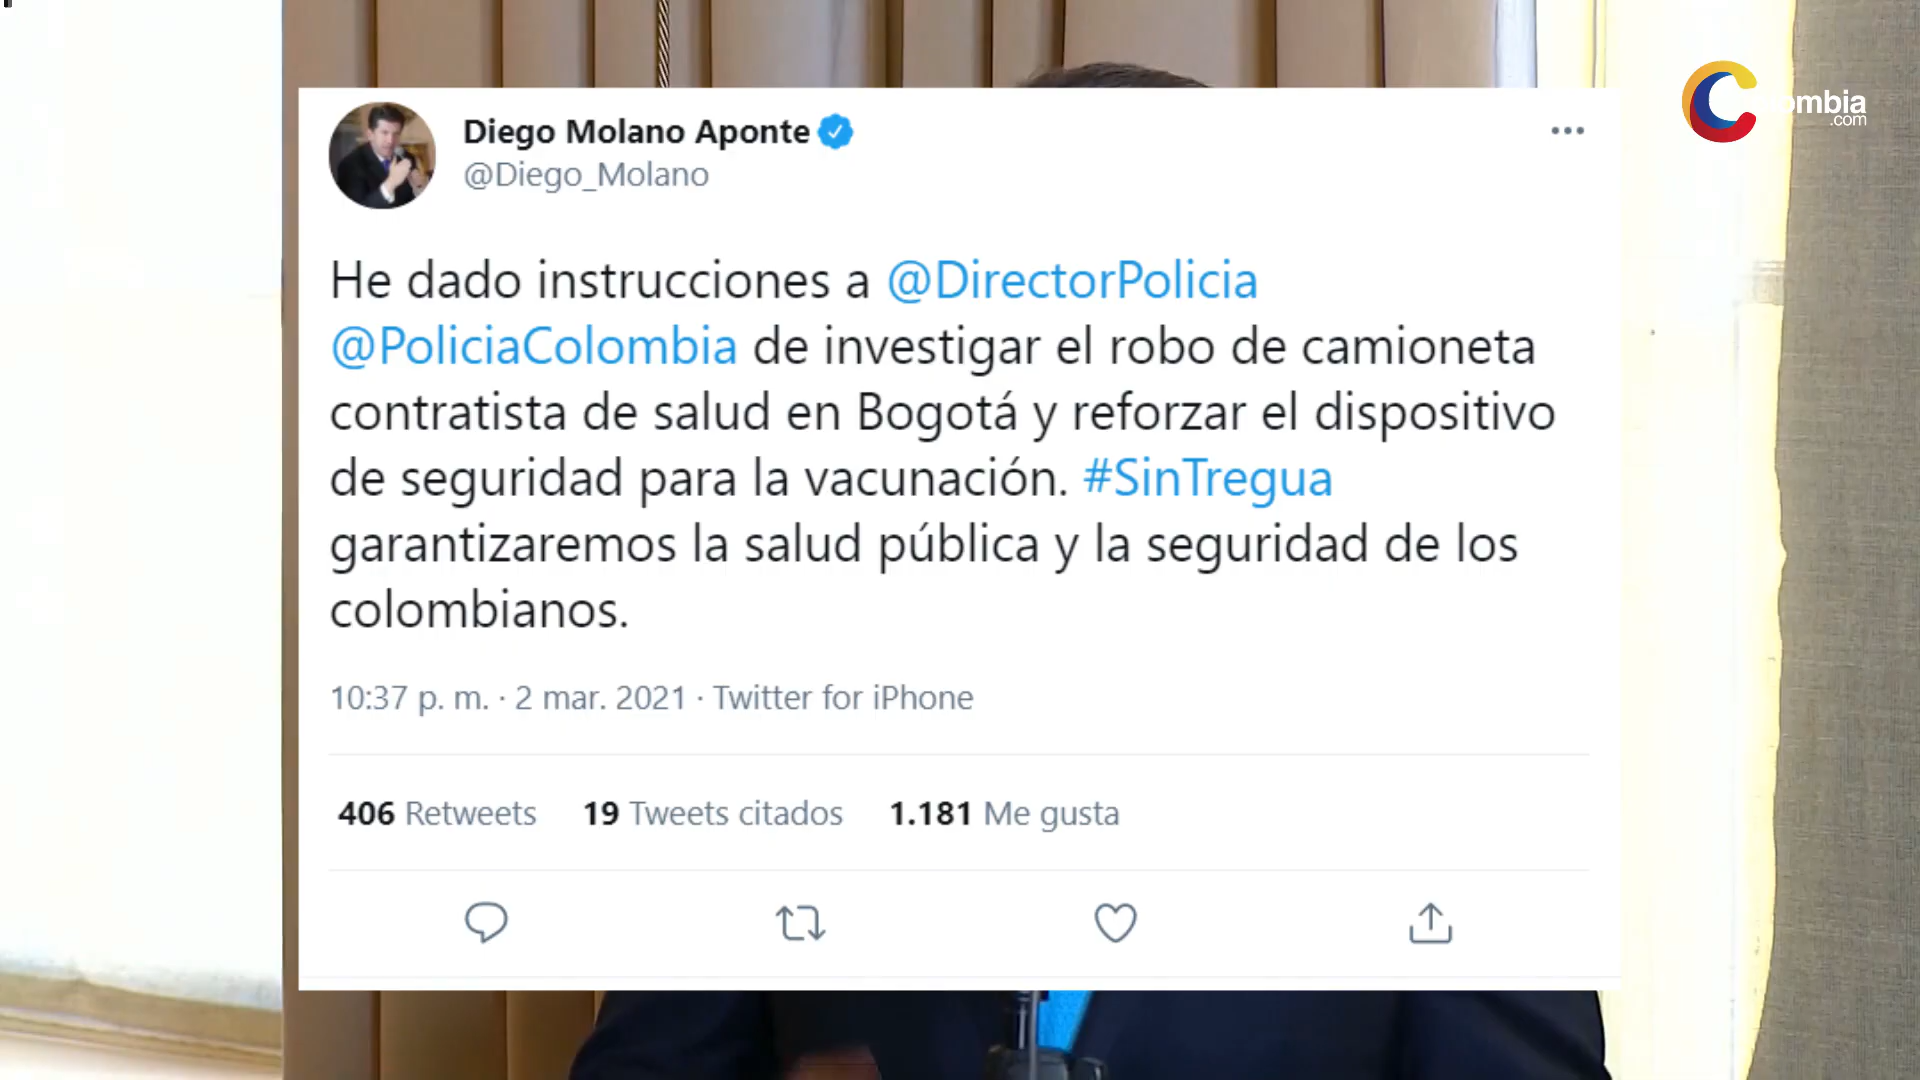 Diego Molano Aponte
@Diego_Molano
Colombia
.com
He dado instrucciones a @DirectorPolicia
@PoliciaColombia de investigar el robo de camioneta
contratista de salud en Bogotá y reforzar el dispositivo
de seguridad para la vacunación. #SinTregua
garantizaremos la salud pública y la seguridad de los
colombianos.
10:37 p. m. · 2 mar. 2021 · Twitter for iPhone
406 Retweets 19 Tweets citados 1.181 Me gusta